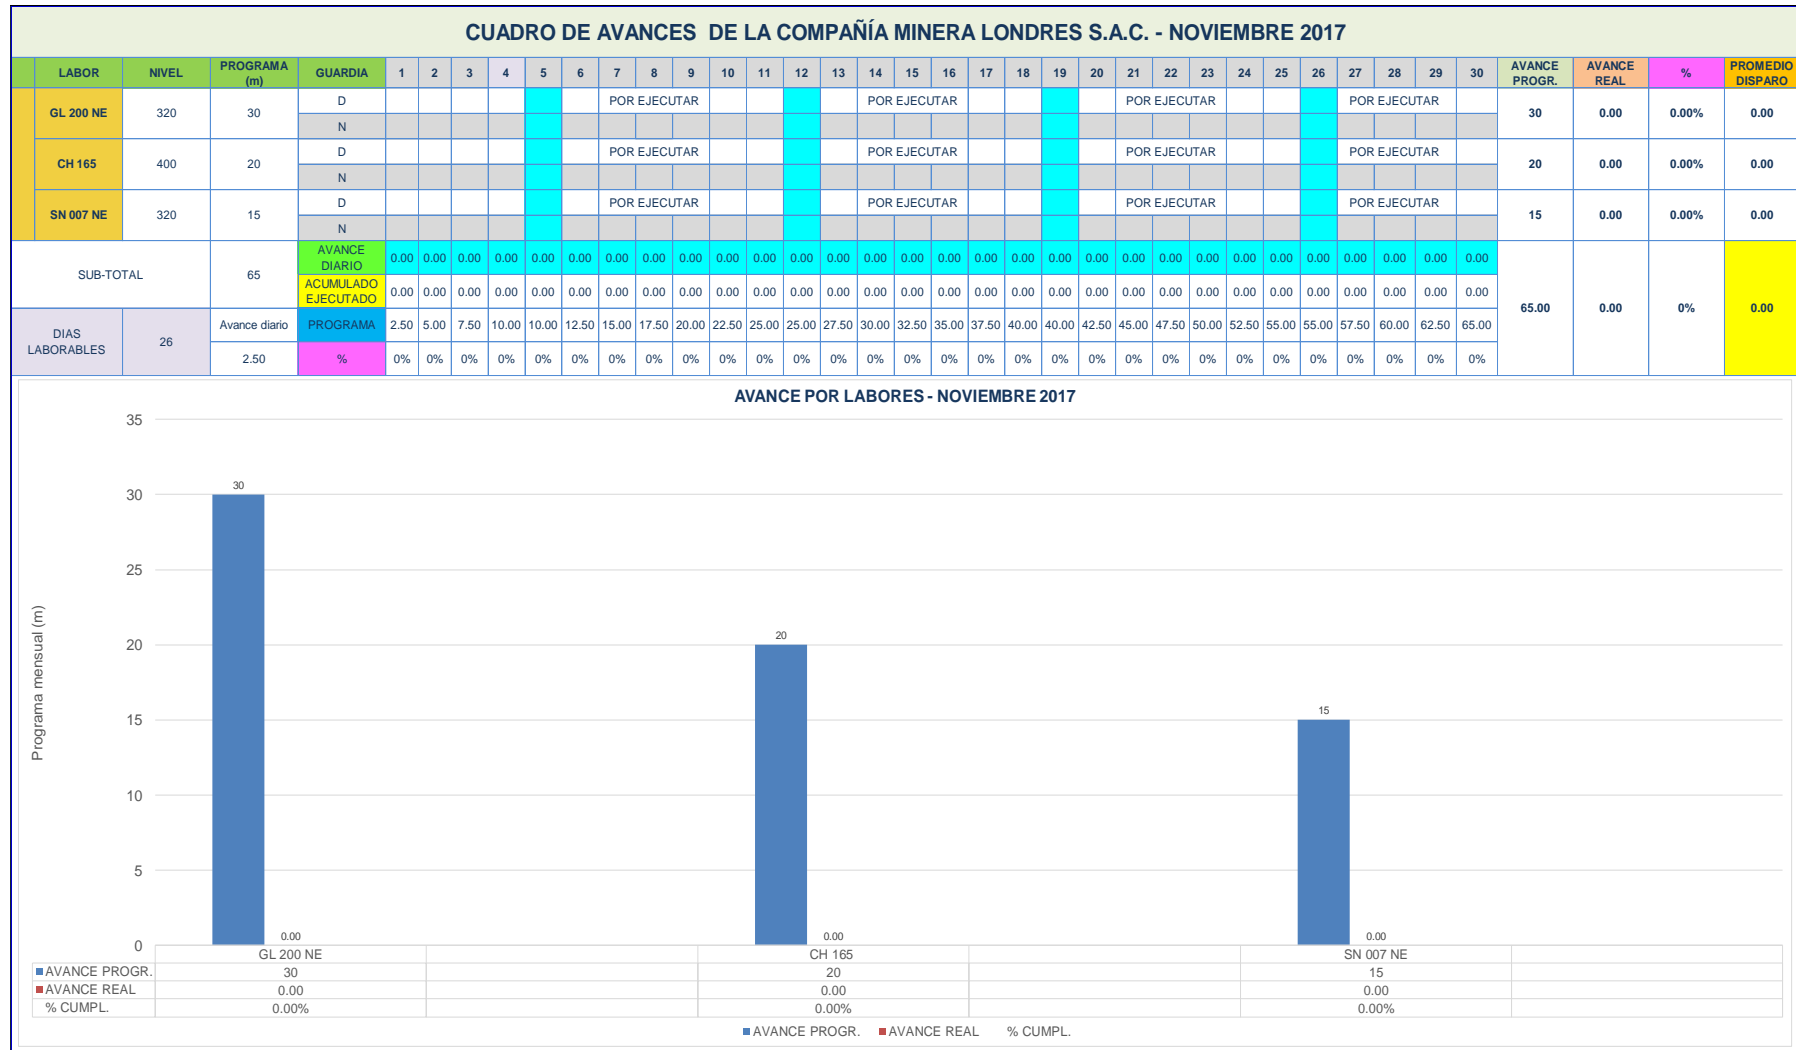 CUADRO DE AVANCES  DE LA COMPAÑÍA MINERA LONDRES S.A.C. - NOVIEMBRE 2017
LABOR NIVEL PROGRAMA (m) GUARDIA 1 2 3 4 5 6 7 8 9 10 11 12 13 14 15 16 17 18 19 20 21 22 23 24 25 26 27 28 29 30 AVANCE PROGR. AVANCE REAL % PROMEDIO DISPARO
GL 200 NE 320 30 D POR EJECUTAR POR EJECUTAR POR EJECUTAR POR EJECUTAR 30 0.00 0.00% 0.00
N
CH 165 400 20 D POR EJECUTAR POR EJECUTAR POR EJECUTAR POR EJECUTAR 20 0.00 0.00% 0.00
N
SN 007 NE 320 15 D POR EJECUTAR POR EJECUTAR POR EJECUTAR POR EJECUTAR 15 0.00 0.00% 0.00
N
SUB-TOTAL 65 AVANCE DIARIO 0.00 0.00 0.00 0.00 0.00 0.00 0.00 0.00 0.00 0.00 0.00 0.00 0.00 0.00 0.00 0.00 0.00 0.00 0.00 0.00 0.00 0.00 0.00 0.00 0.00 0.00 0.00 0.00 0.00 0.00 65.00 0.00 0% 0.00
ACUMULADO EJECUTADO 0.00 0.00 0.00 0.00 0.00 0.00 0.00 0.00 0.00 0.00 0.00 0.00 0.00 0.00 0.00 0.00 0.00 0.00 0.00 0.00 0.00 0.00 0.00 0.00 0.00 0.00 0.00 0.00 0.00 0.00
DIAS LABORABLES 26 Avance diario PROGRAMA 2.50 5.00 7.50 10.00 10.00 12.50 15.00 17.50 20.00 22.50 25.00 25.00 27.50 30.00 32.50 35.00 37.50 40.00 40.00 42.50 45.00 47.50 50.00 52.50 55.00 55.00 57.50 60.00 62.50 65.00
2.50 % 0% 0% 0% 0% 0% 0% 0% 0% 0% 0% 0% 0% 0% 0% 0% 0% 0% 0% 0% 0% 0% 0% 0% 0% 0% 0% 0% 0% 0% 0%
AVANCE POR LABORES - NOVIEMBRE 2017
Programa mensual (m)
35
30
25
20
15
10
5
0
30
20
15
0.00 0.00 0.00
GL 200 NE CH 165 SN 007 NE
AVANCE PROGR. 30 20 15
AVANCE REAL 0.00 0.00 0.00
% CUMPL. 0.00% 0.00% 0.00%
AVANCE PROGR. AVANCE REAL % CUMPL.